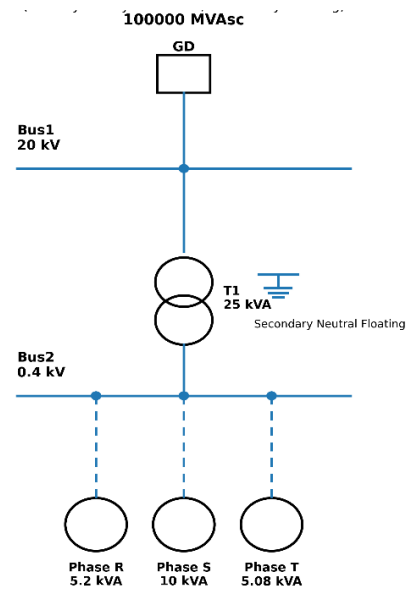 100000 MVAsc
GD
Bus1
20 kV
T1
25 kVA
Secondary Neutral Floating
Bus2
0.4 kV
Phase R
5.2 kVA
Phase S
10 kVA
Phase T
5.08 kVA